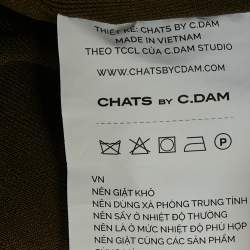 THIẾT KẾ: CHATS BY C.DAM
MADE IN VIETNAM
THEO TCCL CỦA C.DAM STUDIO
WWW.CHATSBYCDAM.COM
CHATS BY C.DAM
P
VN
NÊN GIẶT KHÔ
NÊN DÙNG XÀ PHÒNG TRUNG TÍNH
NÊN SẤY Ở NHIỆT ĐỘ THƯỜNG
NÊN LÀ Ở MỨC NHIỆT ĐỘ PHÙ HỢP
NÊN GIẶT CÙNG CÁC SẢN PHẨM